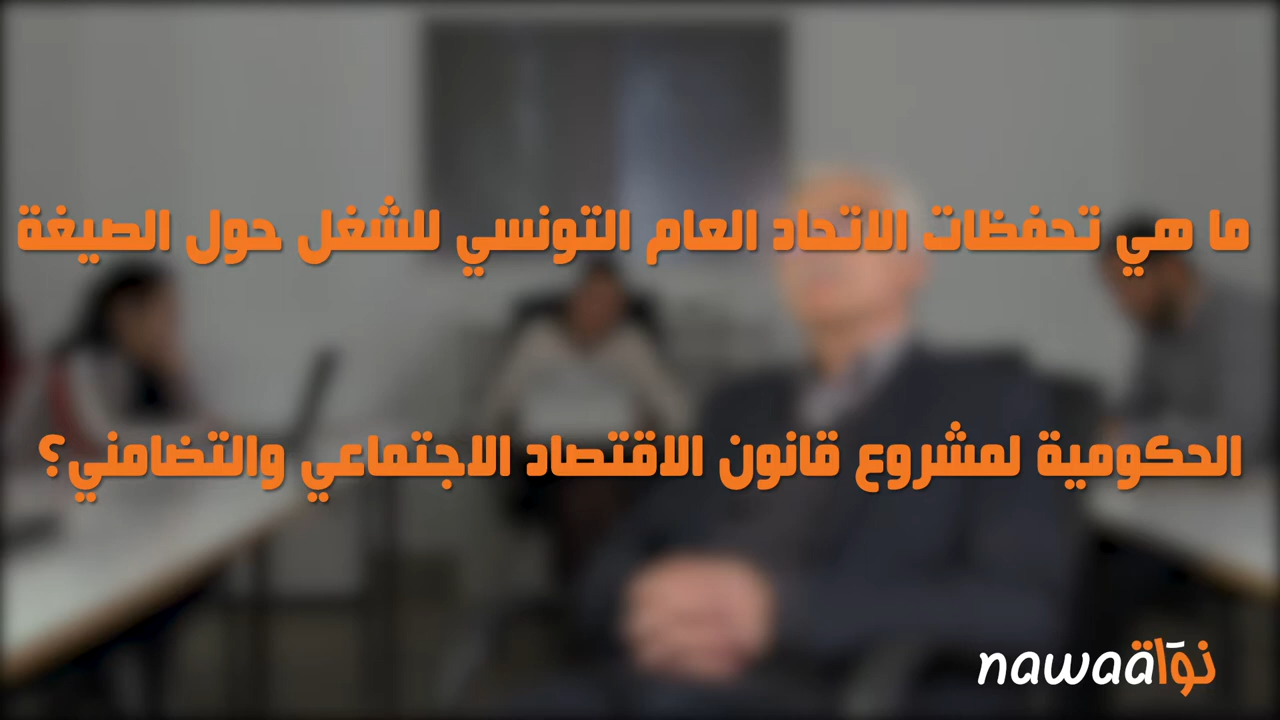 ما هي تحفظات الاتحاد العام التونسي للشغل حول الصيغة
الحكومية لمشروع قانون الاقتصاد الاجتماعي والتضامني؟
nawaa نواة